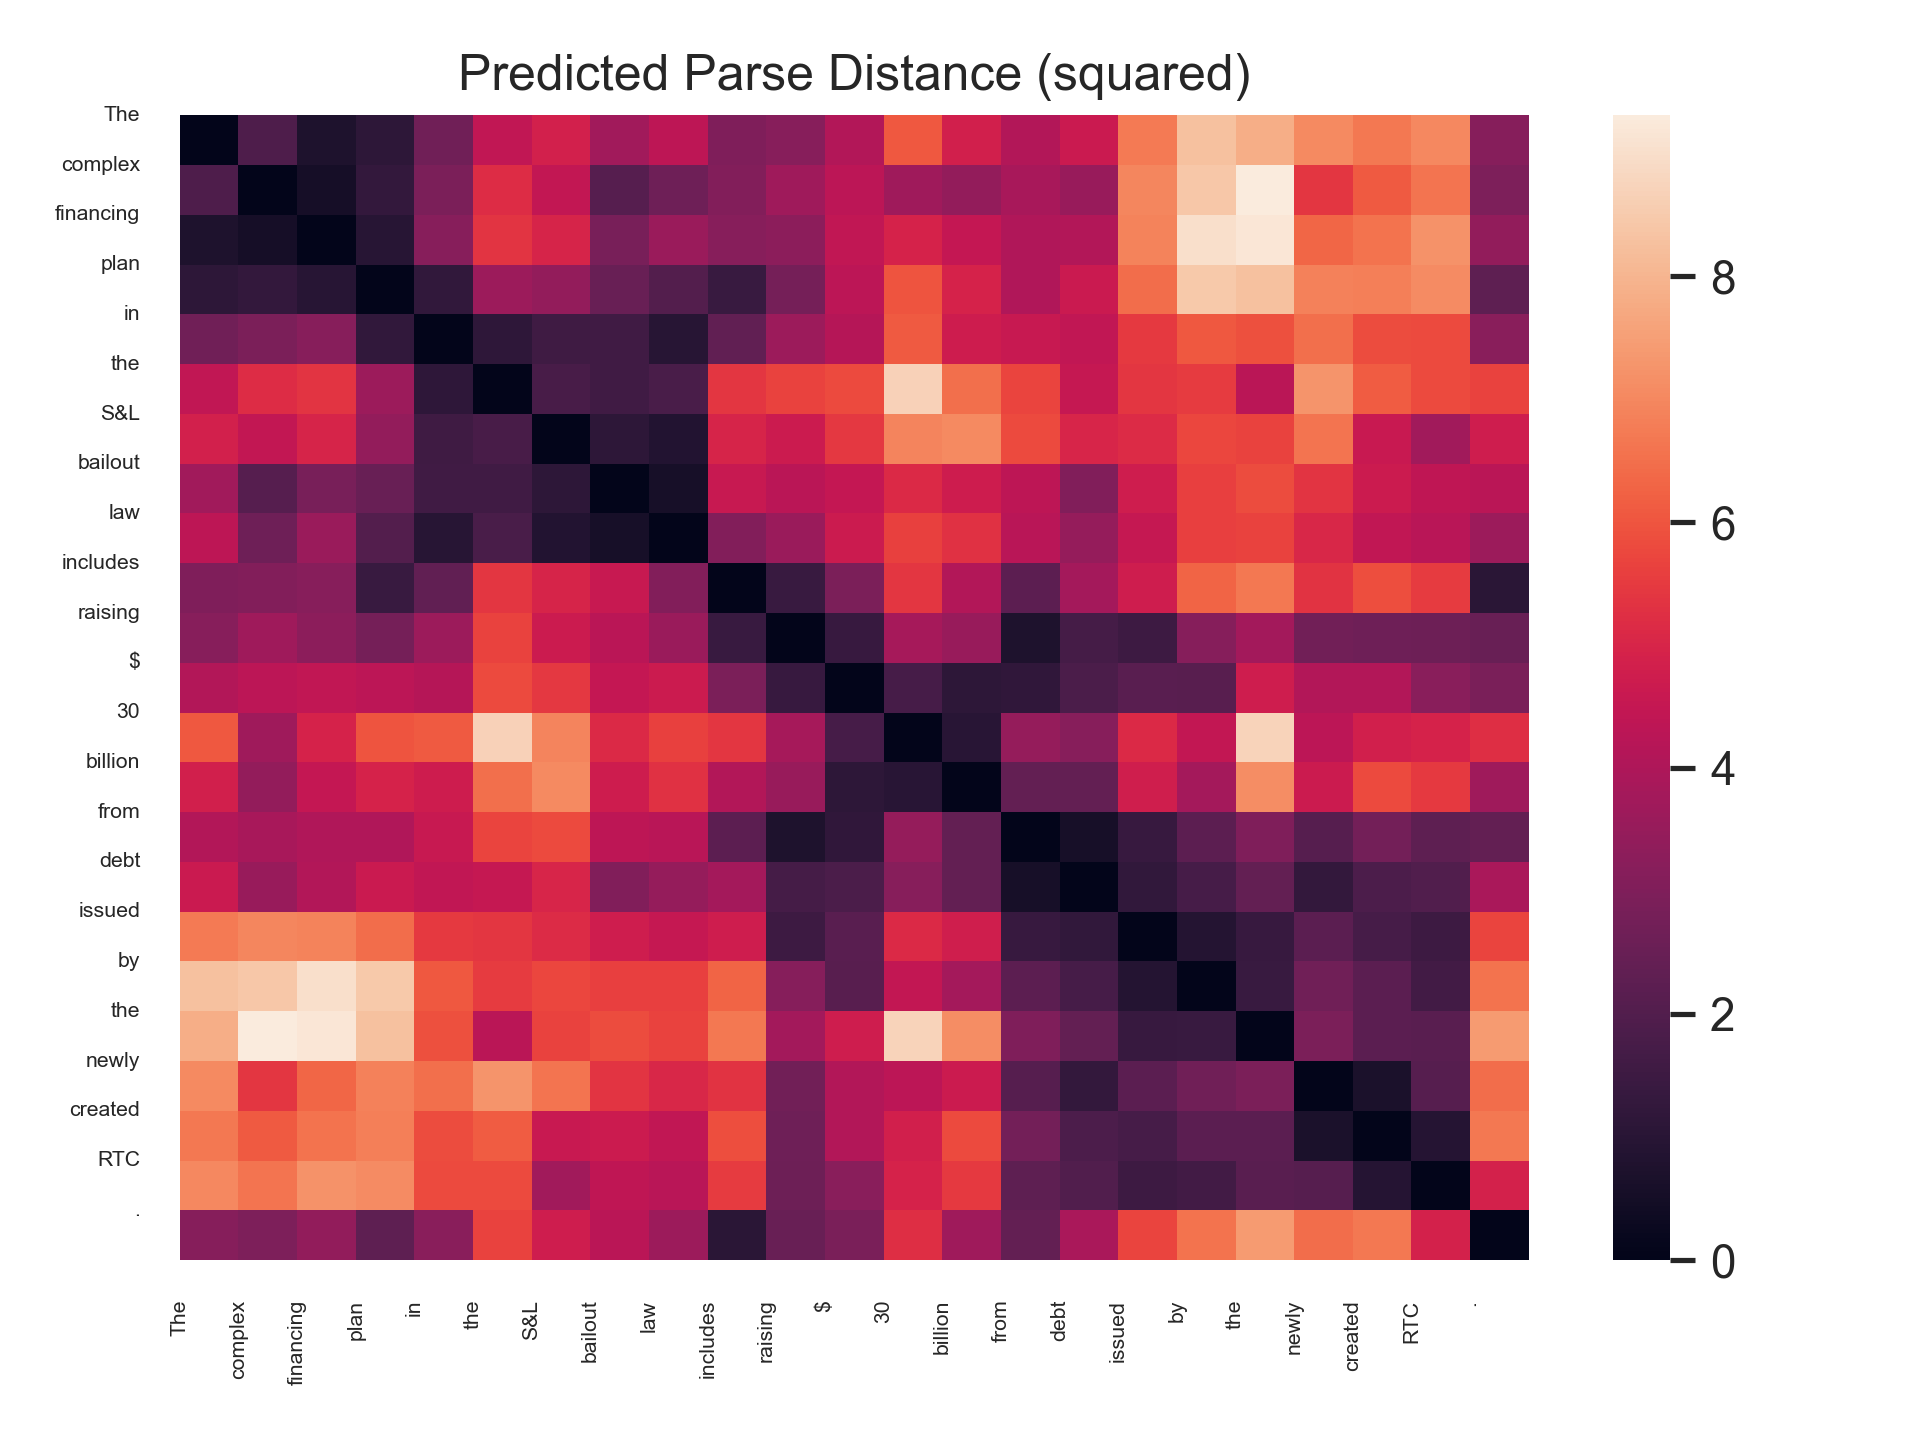 Predicted Parse Distance (squared)
The
complex
financing
plan
in
the
S&L
bailout
law
includes
raising
$
30
billion
from
debt
issued
by
the
newly
created
RTC
.
8
6
4
2
0
The
complex
financing
plan
in
the
S&L
bailout
law
includes
raising
$
30
billion
from
debt
issued
by
the
newly
created
RTC
.